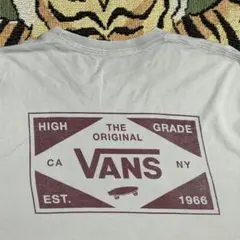 HIGH THE GRADE
ORIGINAL
CA VANS NY
EST. 1966